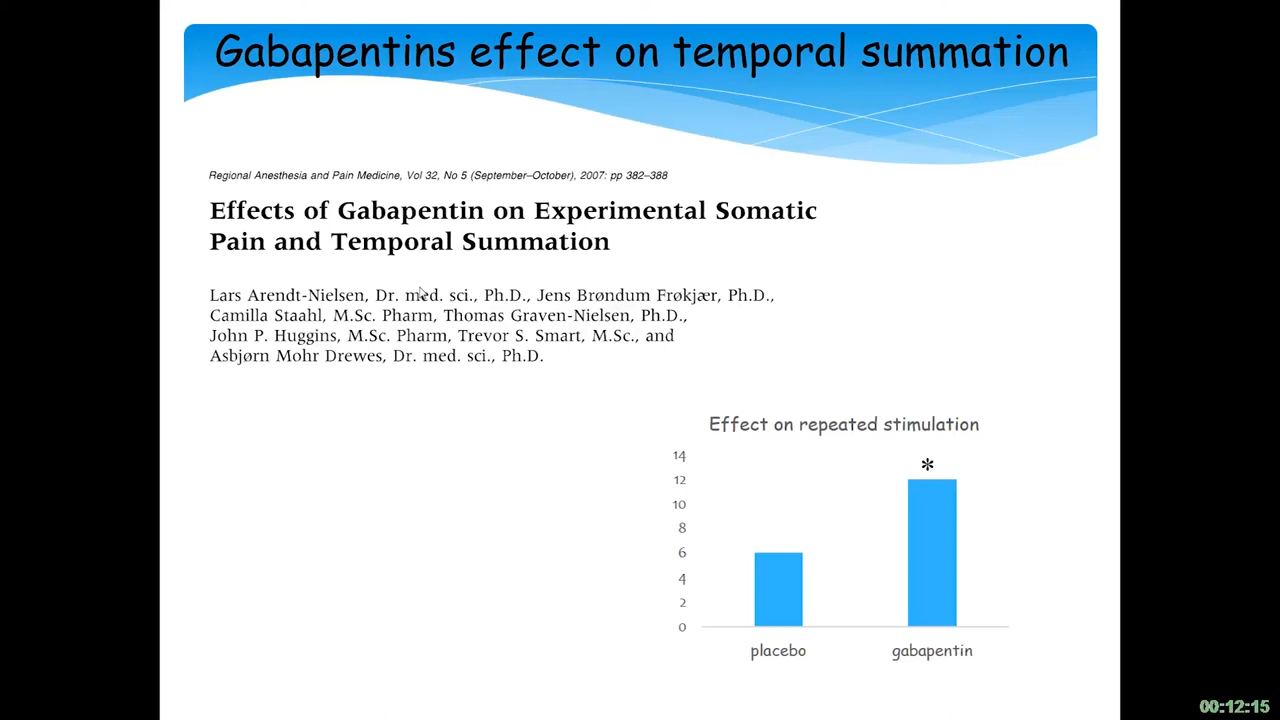 Gabapentins effect on temporal summation
Regional Anesthesia and Pain Medicine, Vol 32, No 5 (September–October), 2007: pp 382–388
Effects of Gabapentin on Experimental Somatic
Pain and Temporal Summation
Lars Arendt-Nielsen, Dr. med. sci., Ph.D., Jens Brøndum Frøkjær, Ph.D.,
Camilla Staahl, M.Sc. Pharm, Thomas Graven-Nielsen, Ph.D.,
John P. Huggins, M.Sc. Pharm, Trevor S. Smart, M.Sc., and
Asbjørn Mohr Drewes, Dr. med. sci., Ph.D.
Effect on repeated stimulation
14
12
10
8
6
4
2
0
*
placebo gabapentin
00:12:15